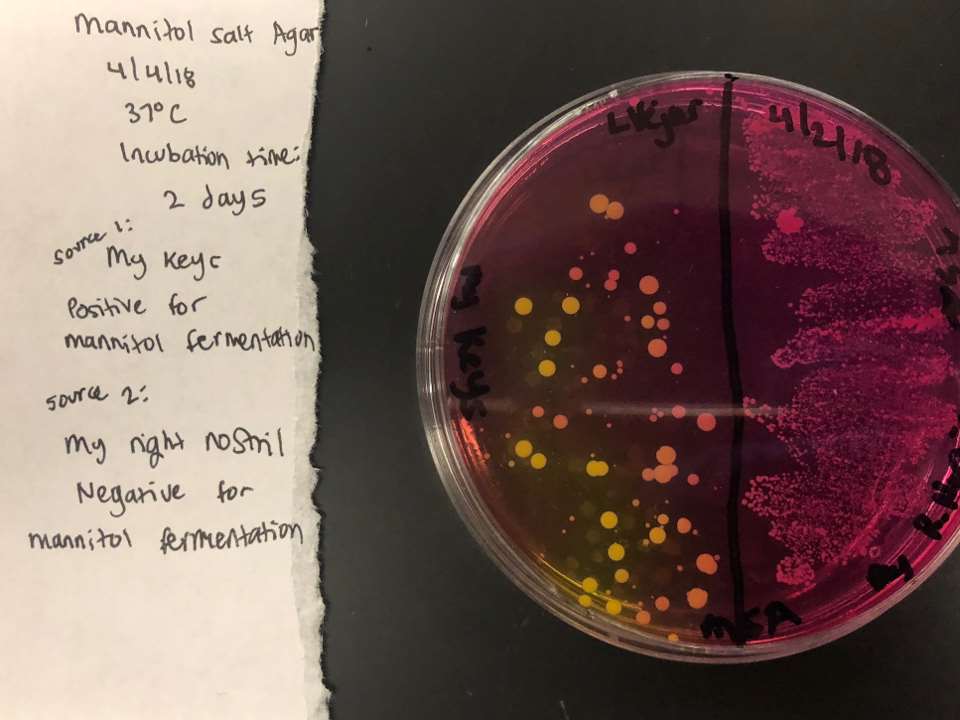 Mannitol Salt Agar
4/4/18
37°C
Incubation time:
2 days
source 1:
My Keys
Positive for
mannitol fermentation
source 2:
My right nostril
Negative for
mannitol fermentation
4/2/18
My Keys
MSA